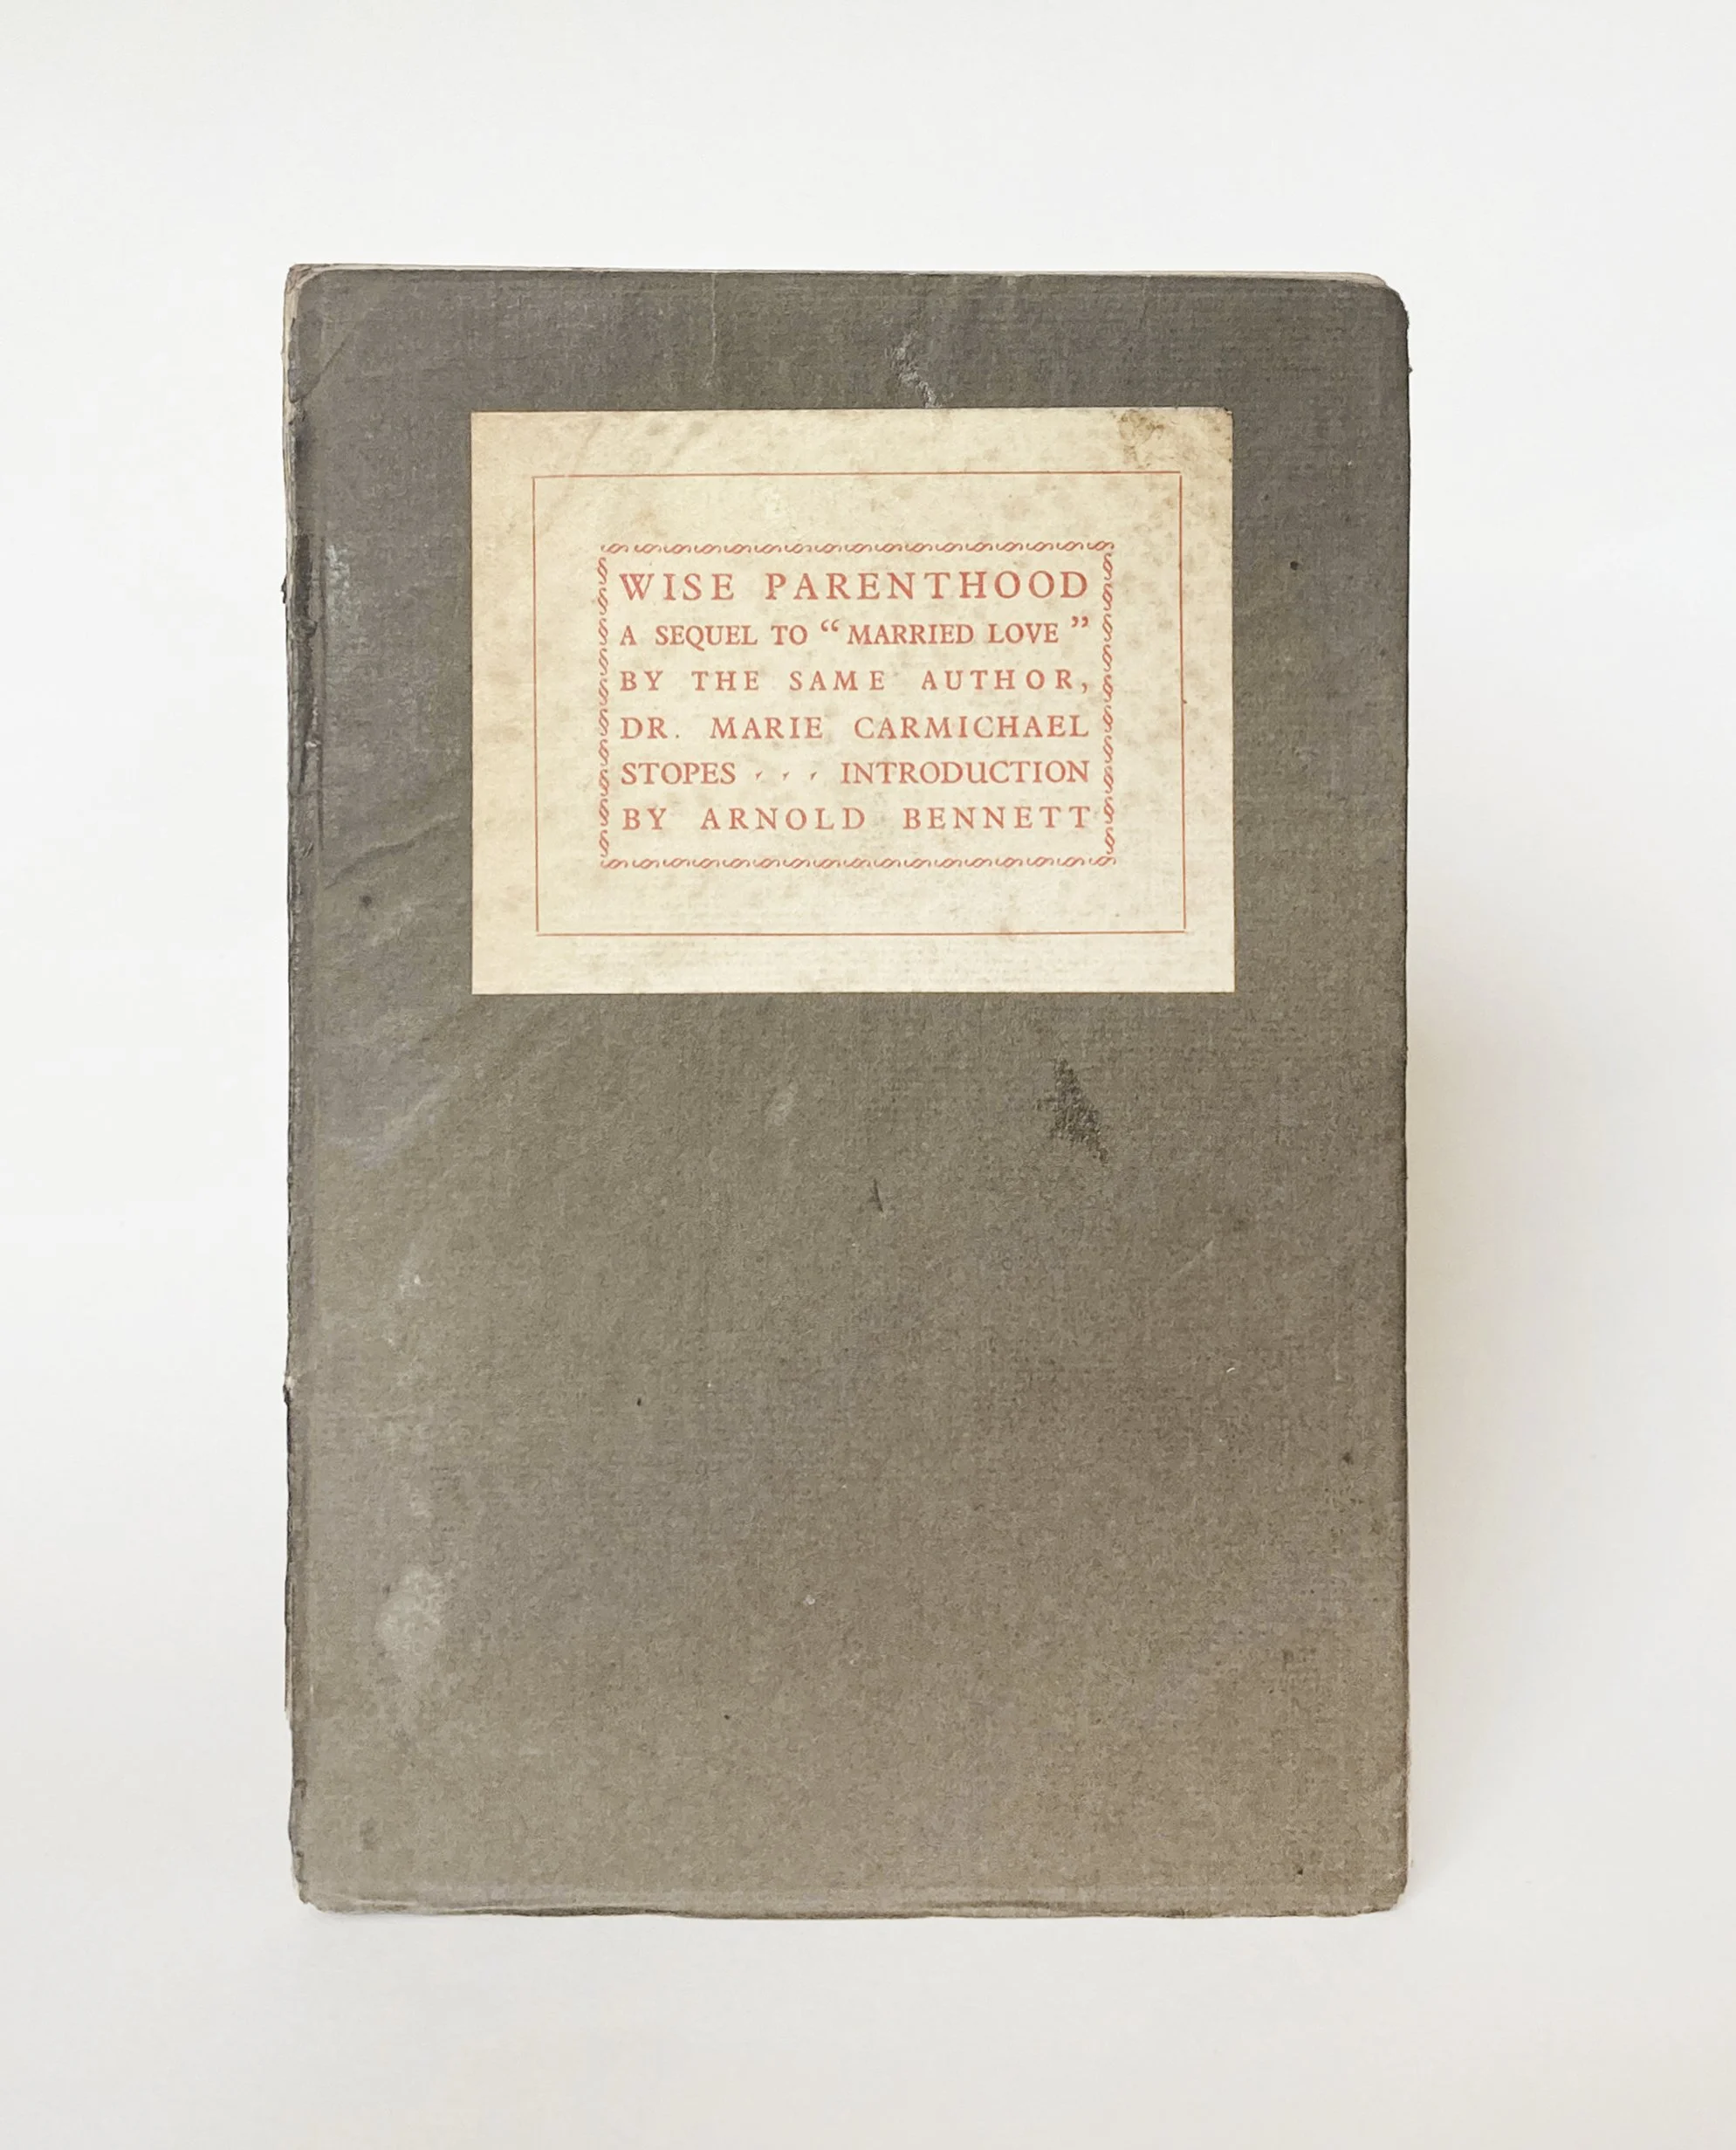 WISE PARENTHOOD
A SEQUEL TO “MARRIED LOVE”
BY THE SAME AUTHOR,
DR. MARIE CARMICHAEL
STOPES · · · INTRODUCTION
BY ARNOLD BENNETT